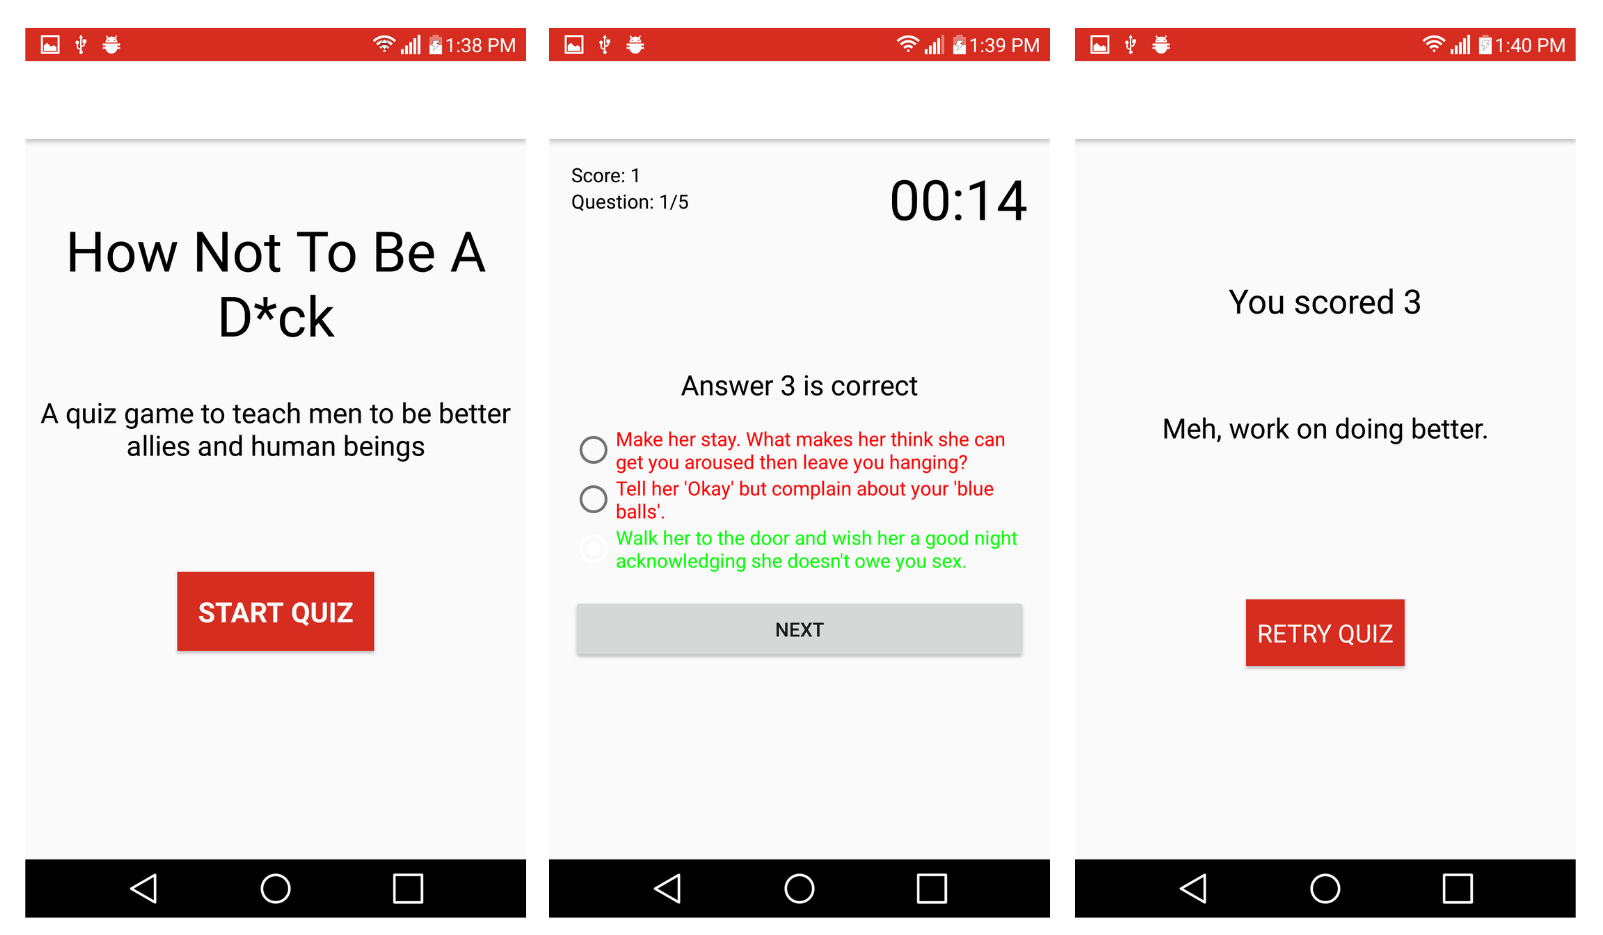 1:38 PM
How Not To Be A
D*ck
A quiz game to teach men to be better
allies and human beings
START QUIZ
1:39 PM
Score: 1
Question: 1/5
00:14
Answer 3 is correct
Make her stay. What makes her think she can
get you aroused then leave you hanging?
Tell her 'Okay' but complain about your 'blue
balls'.
Walk her to the door and wish her a good night
acknowledging she doesn't owe you sex.
NEXT
1:40 PM
You scored 3
Meh, work on doing better.
RETRY QUIZ